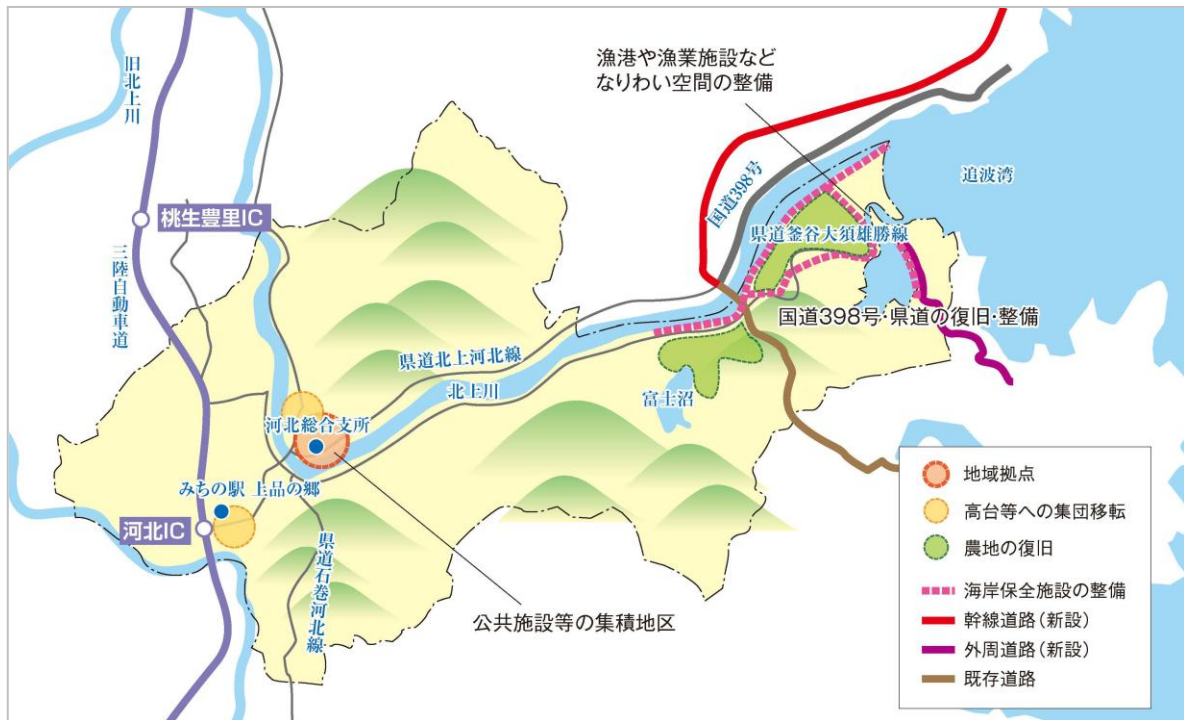 漁港や漁業施設など
なりわい空間の整備
旧北上川
追波湾
国道398号
桃生豊里IC
県道釜谷大須雄勝線
三陸自動車道
国道398号・県道の復旧・整備
県道北上河北線
北上川
富士沼
河北総合支所
みちの駅 上品の郷
河北IC
県道石巻河北線
公共施設等の集積地区
地域拠点
高台等への集団移転
農地の復旧
海岸保全施設の整備
幹線道路(新設)
外周道路(新設)
既存道路